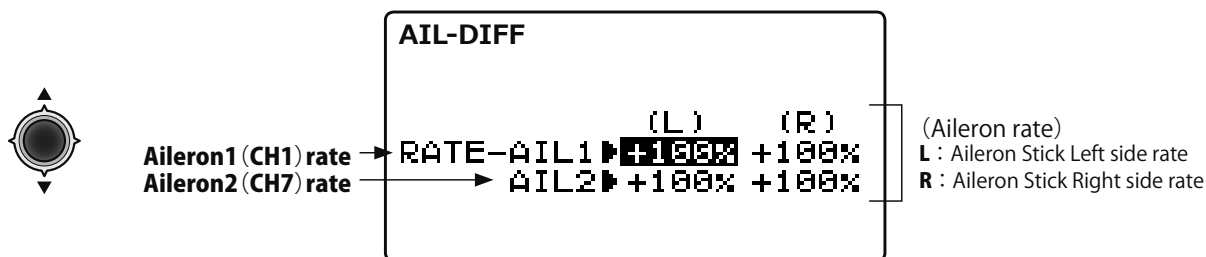 AIL-DIFF
(L) (R)
Aileron1(CH1)rate RATE-AIL1 +100% +100%
Aileron2(CH7)rate AIL2 +100% +100%
(Aileron rate)
L : Aileron Stick Left side rate
R : Aileron Stick Right side rate